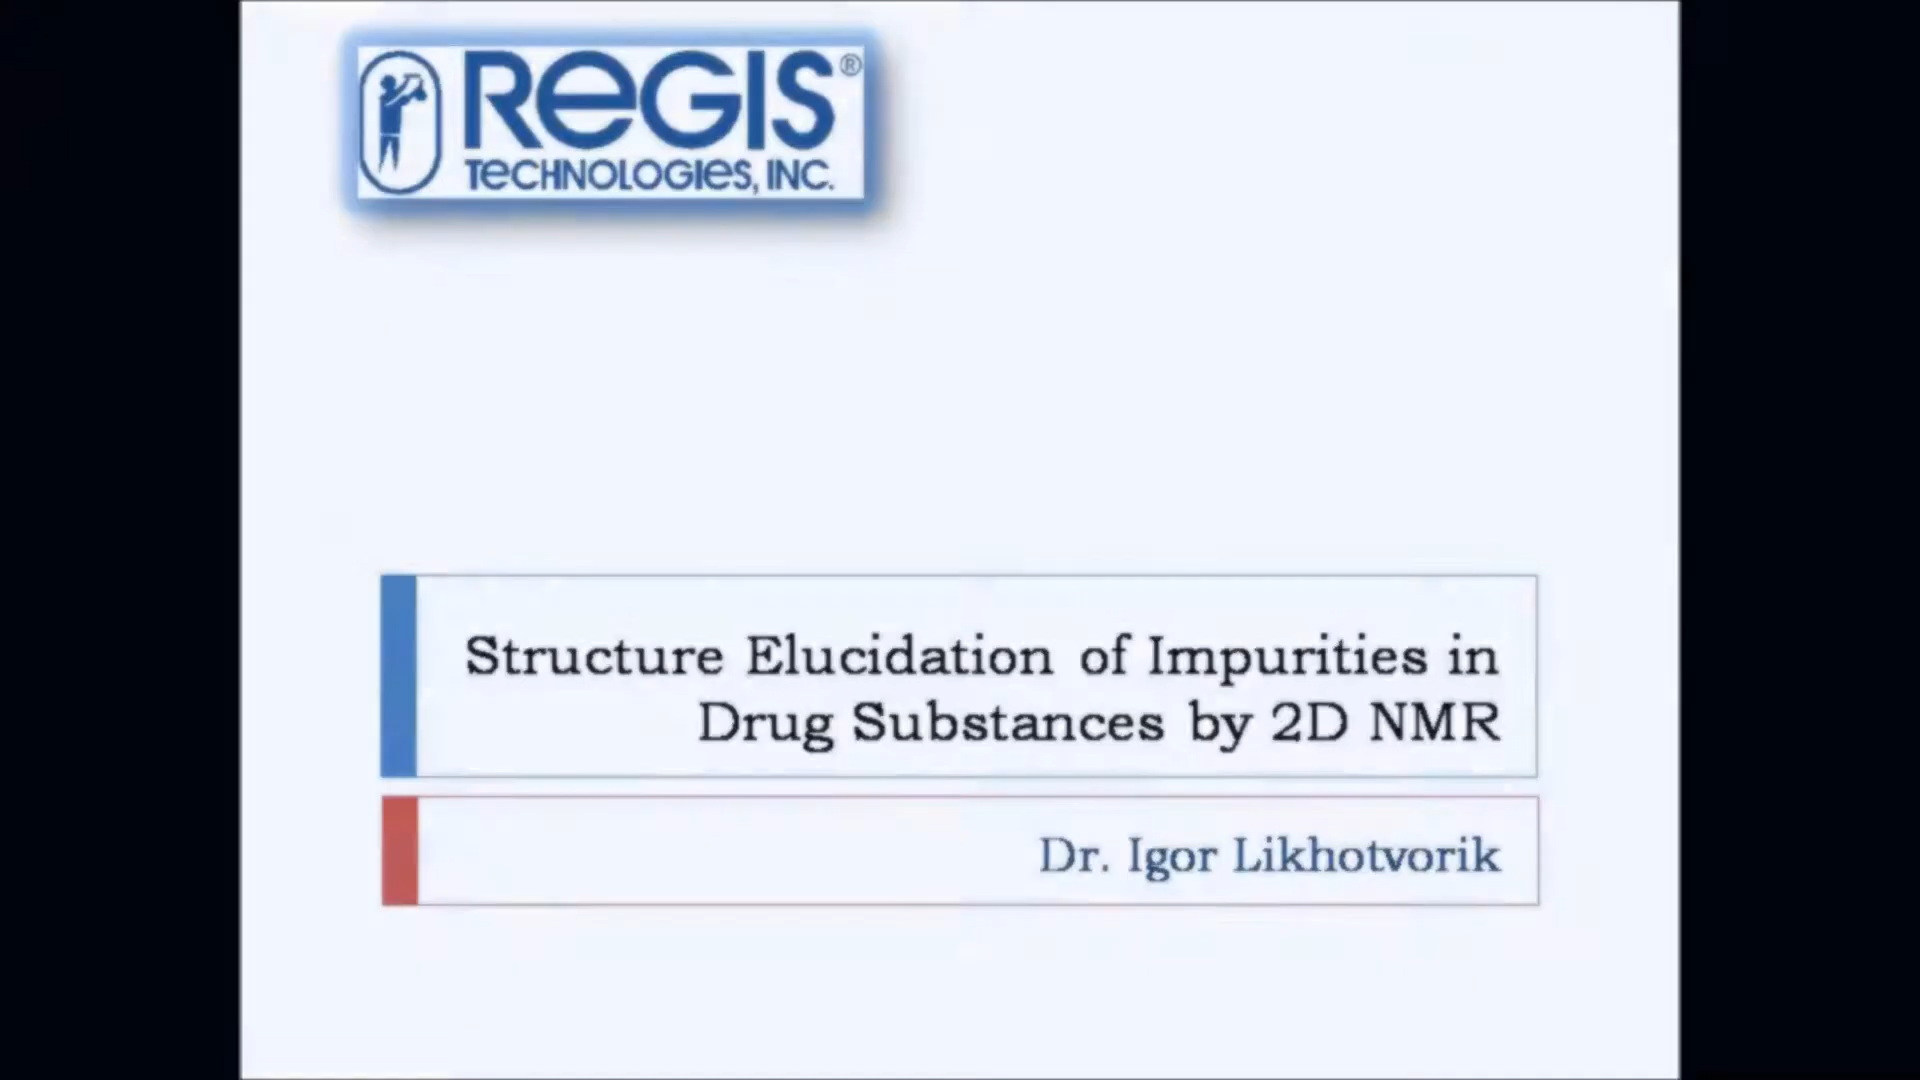 ReGIS®
TeCHNOLOGIeS, INC.
Structure Elucidation of Impurities in
Drug Substances by 2D NMR
Dr. Igor Likhotvorik